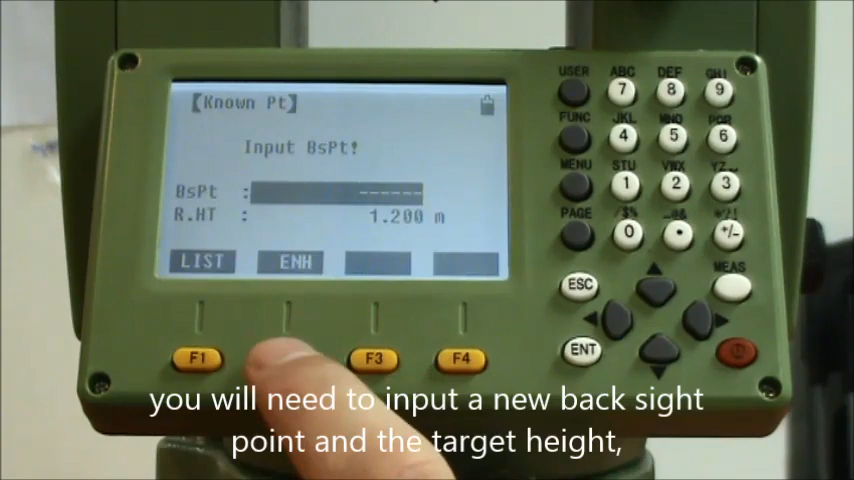 【Known Pt】
Input BsPt!
BsPt : ------
R.HT : 1.200 m
LIST ENH
F1 F3 F4
USER ABC DEF GHI
7 8 9
FUNC JKL MNO PQR
4 5 6
MENU STU VWX YZ_
1 2 3
PAGE /$% _@& *?!
0 • +/-
ESC MEAS
ENT
you will need to input a new back sight
point and the target height,